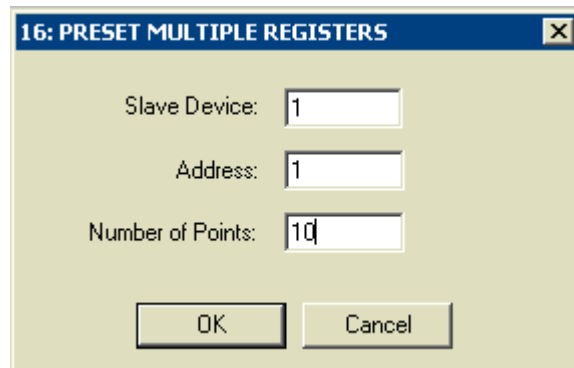 16: PRESET MULTIPLE REGISTERS
Slave Device: 1
Address: 1
Number of Points: 10
OK Cancel